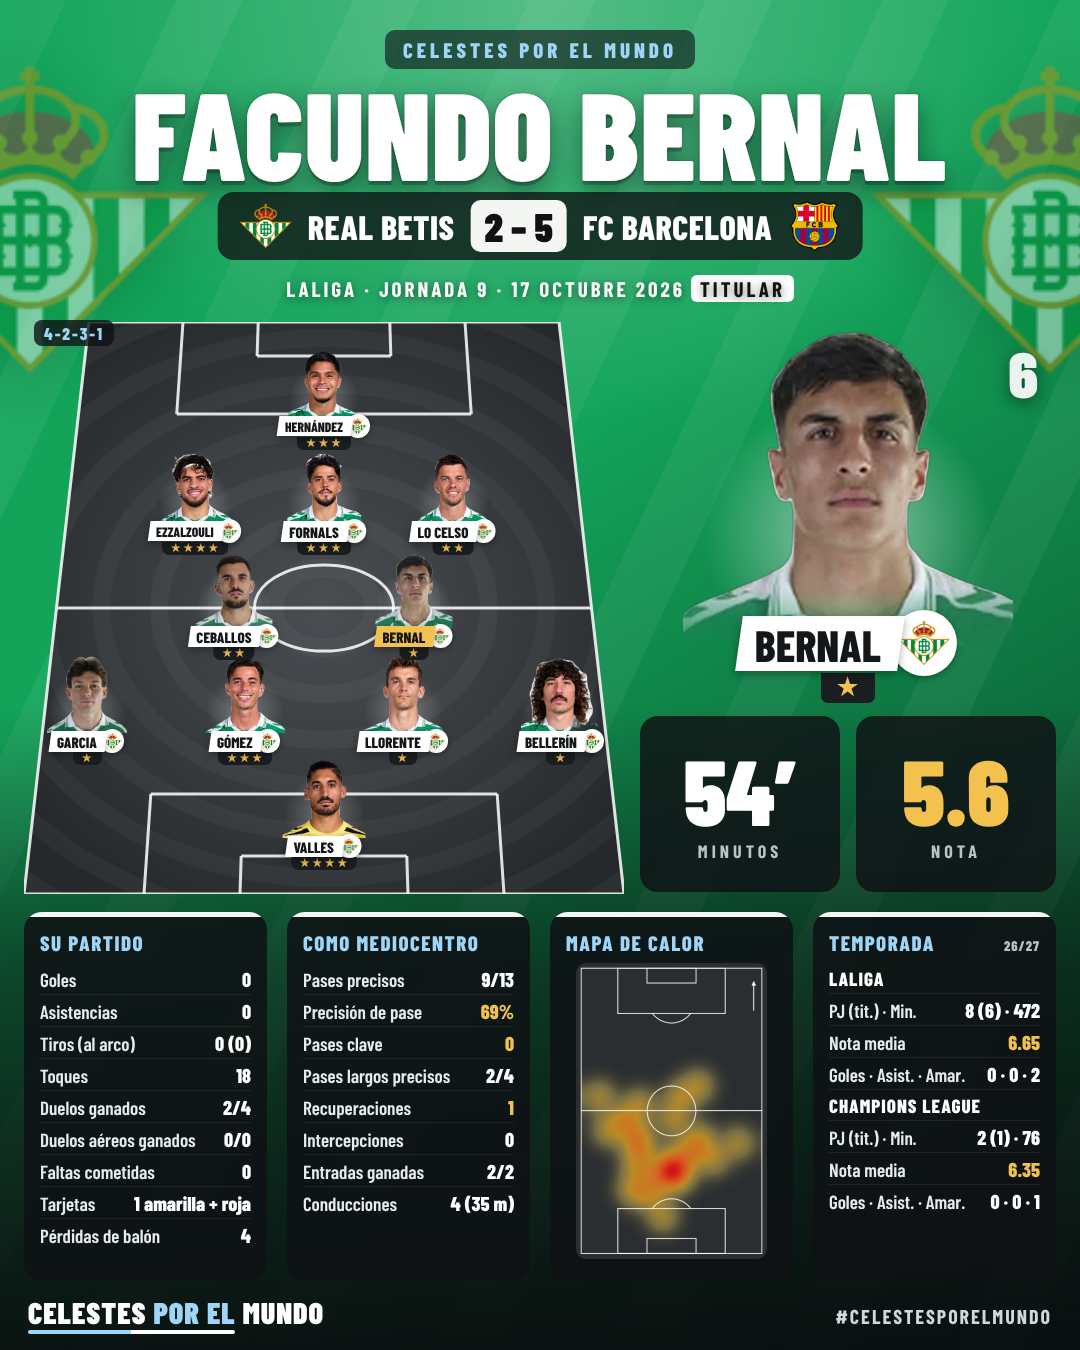 CELESTES POR EL MUNDO
FACUNDO BERNAL
REAL BETIS 2 - 5 FC BARCELONA
LALIGA · JORNADA 9 · 17 OCTUBRE 2026 TITULAR
4-2-3-1
6
HERNÁNDEZ
EZZALZOULI
FORNALS
LO CELSO
CEBALLOS
BERNAL
GARCIA
GÓMEZ
LLORENTE
BELLERÍN
VALLES
BERNAL
54’
MINUTOS
5.6
NOTA
SU PARTIDO
Goles 0
Asistencias 0
Tiros (al arco) 0 (0)
Toques 18
Duelos ganados 2/4
Duelos aéreos ganados 0/0
Faltas cometidas 0
Tarjetas 1 amarilla + roja
Pérdidas de balón 4
COMO MEDIOCENTRO
Pases precisos 9/13
Precisión de pase 69%
Pases clave 0
Pases largos precisos 2/4
Recuperaciones 1
Intercepciones 0
Entradas ganadas 2/2
Conducciones 4 (35 m)
MAPA DE CALOR
TEMPORADA 26/27
LALIGA
PJ (tit.) · Min. 8 (6) · 472
Nota media 6.65
Goles · Asist. · Amar. 0 · 0 · 2
CHAMPIONS LEAGUE
PJ (tit.) · Min. 2 (1) · 76
Nota media 6.35
Goles · Asist. · Amar. 0 · 0 · 1
CELESTES POR EL MUNDO
#CELESTESPORELMUNDO